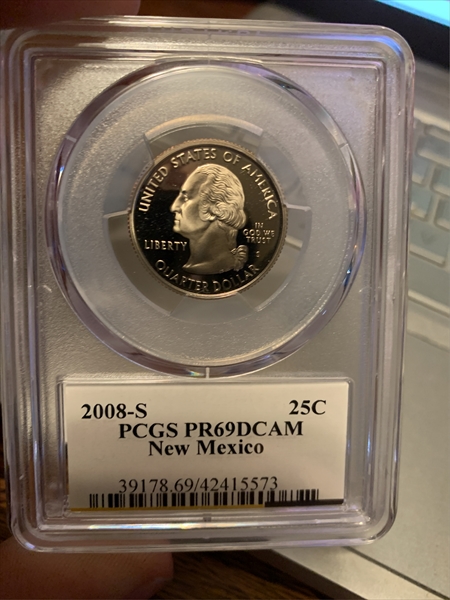 UNITED STATES OF AMERICA
LIBERTY
IN
GOD WE
TRUST
S
QUARTER DOLLAR
2008-S 25C
PCGS PR69DCAM
New Mexico
39178.69/42415573